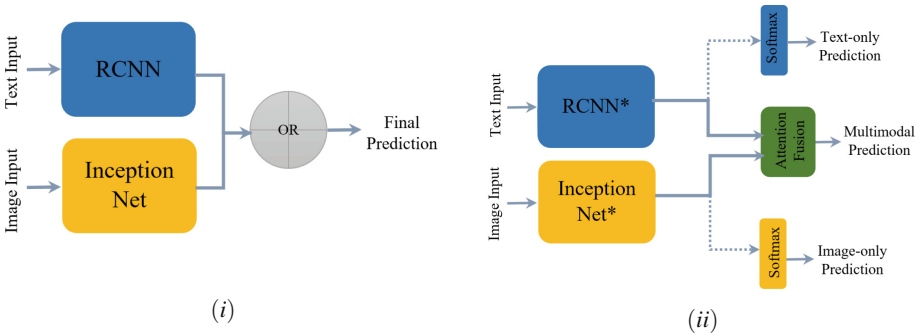 Text Input
RCNN
Image Input
Inception
Net
OR
Final
Prediction
(i)
Text Input
RCNN*
Image Input
Inception
Net*
Softmax
Text-only
Prediction
Attention
Fusion
Multimodal
Prediction
Softmax
Image-only
Prediction
(ii)